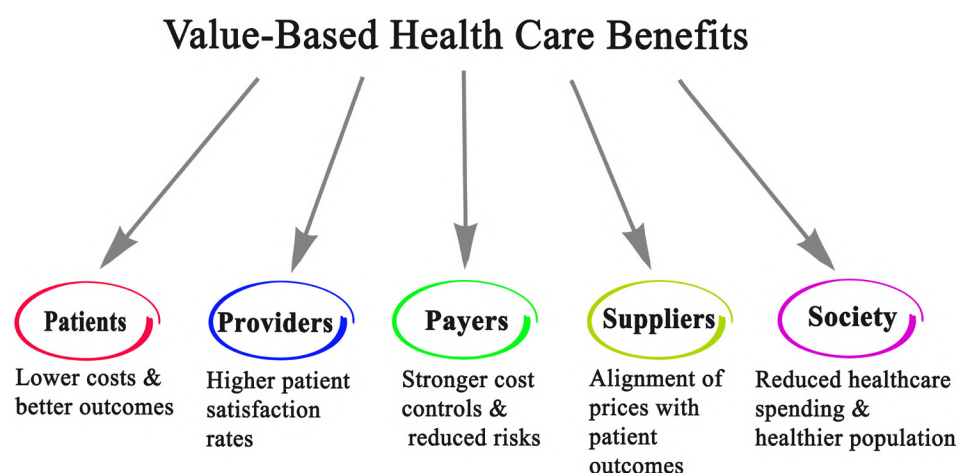 Value-Based Health Care Benefits
Patients
Lower costs &
better outcomes
Providers
Higher patient
satisfaction
rates
Payers
Stronger cost
controls &
reduced risks
Suppliers
Alignment of
prices with
patient
outcomes
Society
Reduced healthcare
spending &
healthier population